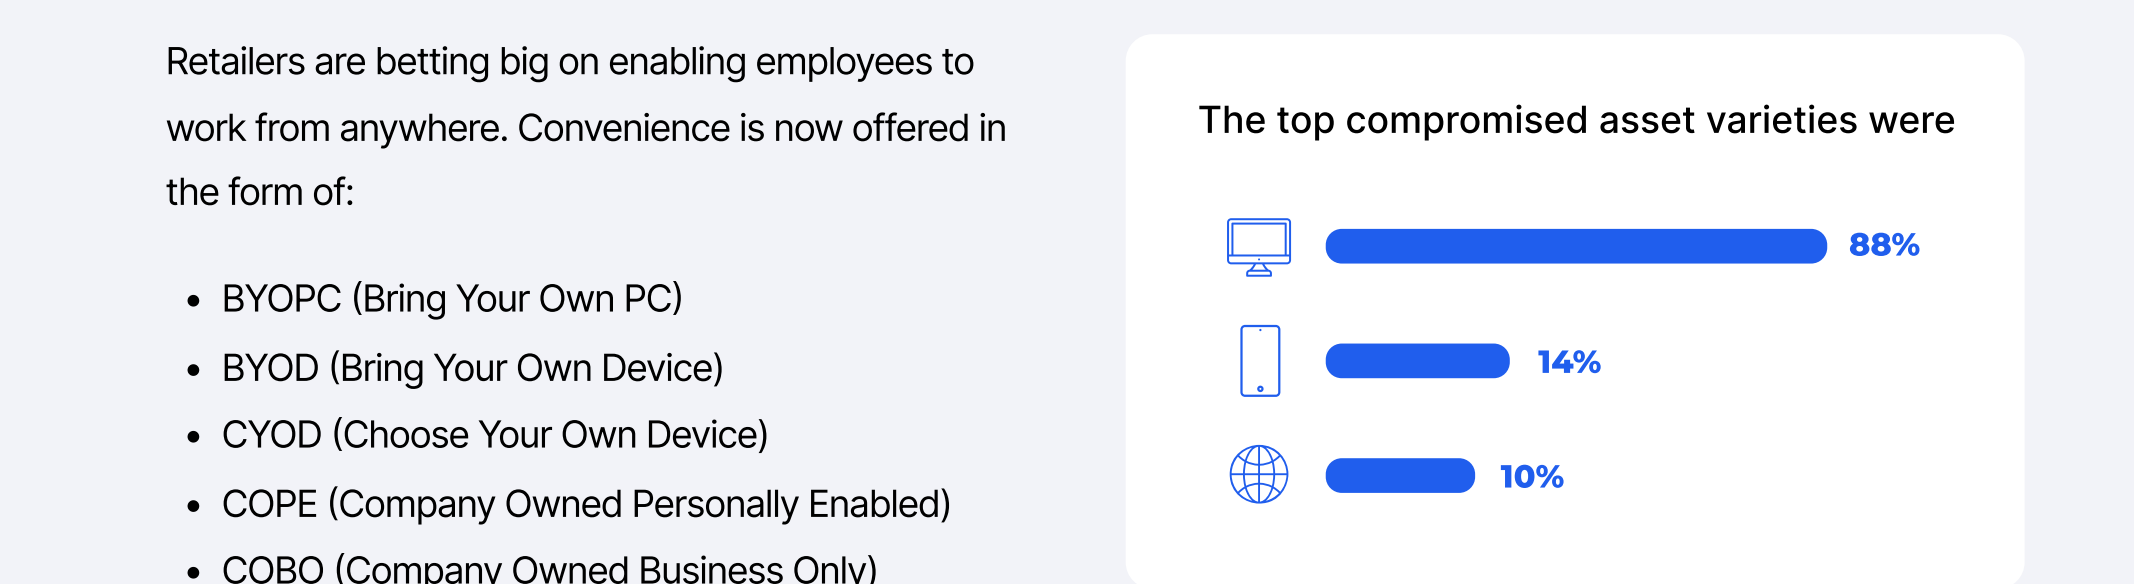 Retailers are betting big on enabling employees to
work from anywhere. Convenience is now offered in
the form of:
• BYOPC (Bring Your Own PC)
• BYOD (Bring Your Own Device)
• CYOD (Choose Your Own Device)
• COPE (Company Owned Personally Enabled)
• COBO (Company Owned Business Only)
The top compromised asset varieties were
88%
14%
10%